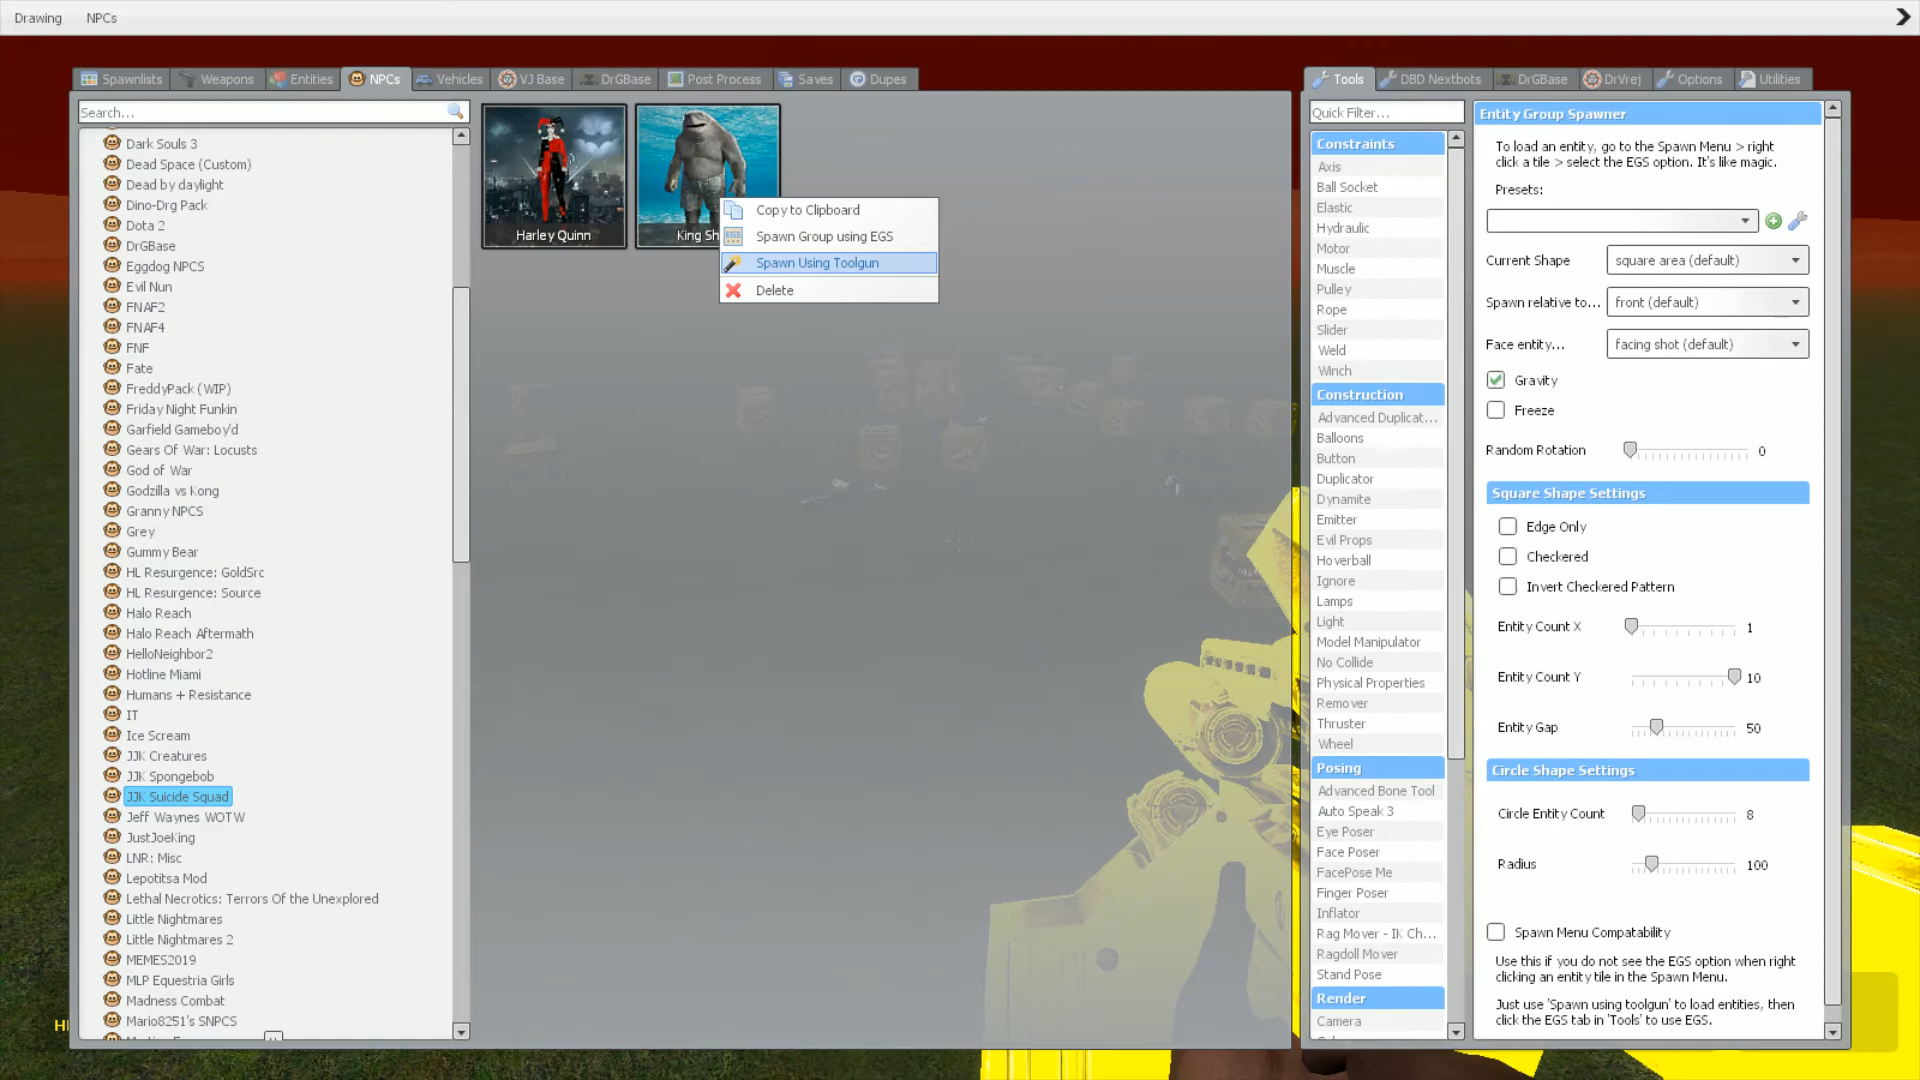 Drawing NPCs
Spawnlists Weapons Entities NPCs Vehicles VJ Base DrGBase Post Process Saves Dupes
Search...
Dark Souls 3
Dead Space (Custom)
Dead by daylight
Dino-Drg Pack
Dota 2
DrGBase
Eggdog NPCS
Evil Nun
FNAF2
FNAF4
FNF
Fate
FreddyPack (WIP)
Friday Night Funkin
Garfield Gameboy'd
Gears Of War: Locusts
God of War
Godzilla vs Kong
Granny NPCS
Grey
Gummy Bear
HL Resurgence: GoldSrc
HL Resurgence: Source
Halo Reach
Halo Reach Aftermath
HelloNeighbor2
Hotline Miami
Humans + Resistance
IT
Ice Scream
JJK Creatures
JJK Spongebob
JJK Suicide Squad
Jeff Waynes WOTW
JustJoeKing
LNR: Misc
Lepotitsa Mod
Lethal Necrotics: Terrors Of the Unexplored
Little Nightmares
Little Nightmares 2
MEMES2019
MLP Equestria Girls
Madness Combat
Mario8251's SNPCS
Harley Quinn
King Sh
Copy to Clipboard
EGS Spawn Group using EGS
Spawn Using Toolgun
Delete
Tools DBD Nextbots DrGBase DrVrej Options Utilities
Quick Filter...
Constraints
Axis
Ball Socket
Elastic
Hydraulic
Motor
Muscle
Pulley
Rope
Slider
Weld
Winch
Construction
Advanced Duplicat...
Balloons
Button
Duplicator
Dynamite
Emitter
Evil Props
Hoverball
Ignore
Lamps
Light
Model Manipulator
No Collide
Physical Properties
Remover
Thruster
Wheel
Posing
Advanced Bone Tool
Auto Speak 3
Eye Poser
Face Poser
FacePose Me
Finger Poser
Inflator
Rag Mover - IK Ch...
Ragdoll Mover
Stand Pose
Render
Camera
Entity Group Spawner
To load an entity, go to the Spawn Menu > right
click a tile > select the EGS option. It's like magic.
Presets:
Current Shape square area (default)
Spawn relative to... front (default)
Face entity... facing shot (default)
Gravity
Freeze
Random Rotation 0
Square Shape Settings
Edge Only
Checkered
Invert Checkered Pattern
Entity Count X 1
Entity Count Y 10
Entity Gap 50
Circle Shape Settings
Circle Entity Count 8
Radius 100
Spawn Menu Compatability
Use this if you do not see the EGS option when right
clicking an entity tile in the Spawn Menu.
Just use 'Spawn using toolgun' to load entities, then
click the EGS tab in 'Tools' to use EGS.